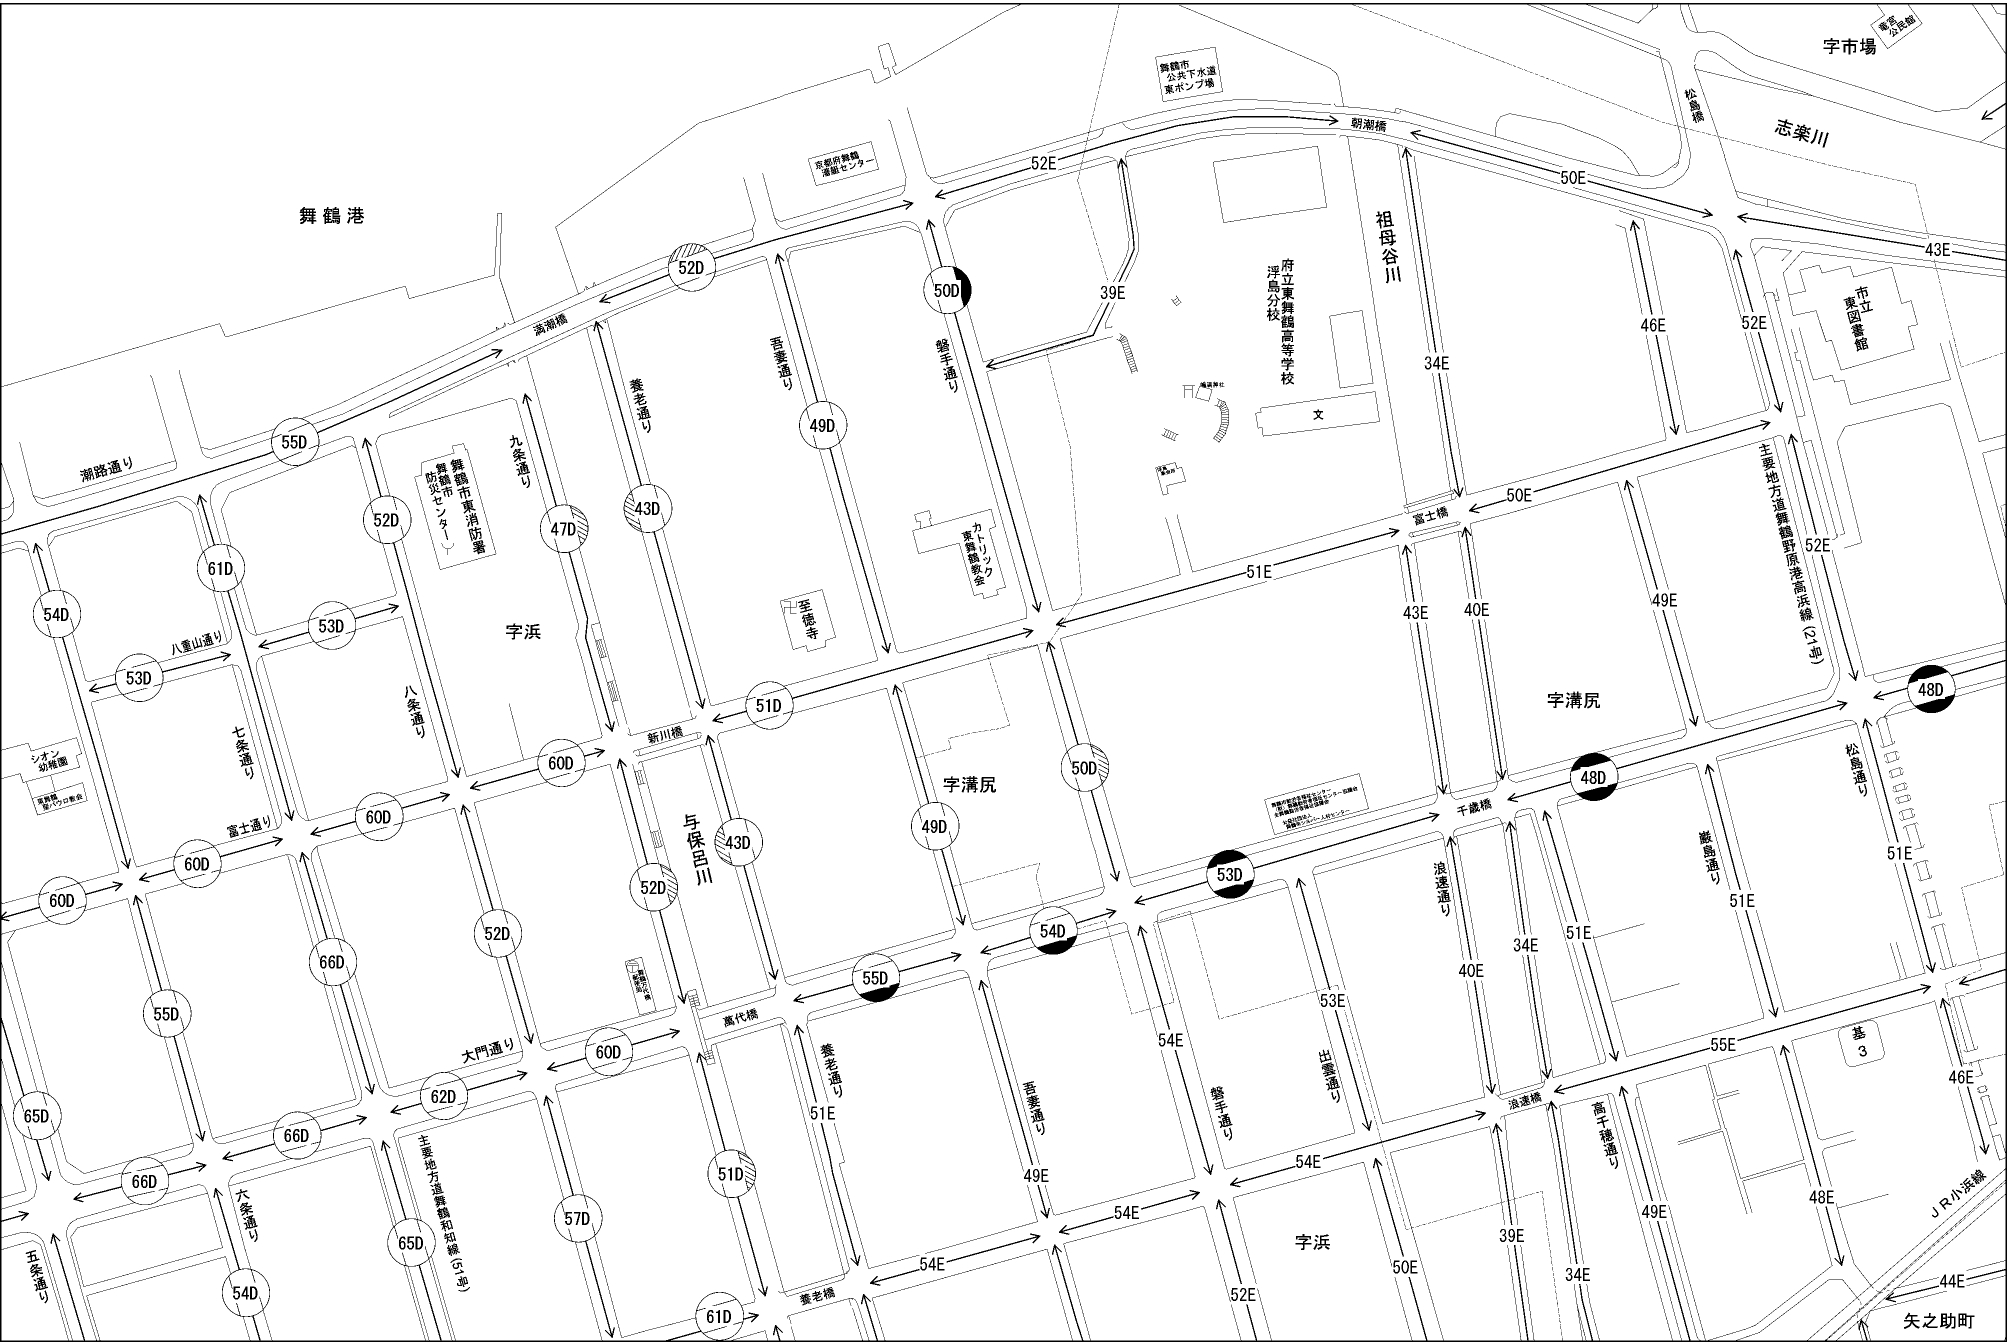 竜宮
公民館
字市場
舞鶴市
公共下水道
東ポンプ場
松島橋
志楽川
朝潮橋
京都府舞鶴
港艇センター
52E
50E
舞鶴港
祖母谷川
43E
52D
50D
39E
府立東舞鶴高等学校
浮島分校
市立
東図書館
46E
52E
満潮橋
吾妻通り
磐手通り
34E
養老通り
文
49D
55D
潮路通り
九条通り
舞鶴市東消防署
舞鶴市
防災センター
主要地方道舞鶴野原港高浜線(21号)
52D
47D
43D
50E
富士橋
カトリック
東舞鶴教会
61D
51E
52E
54D
53D
八重山通り
53D
字浜
至徳寺
43E
40E
49E
八条通り
51D
字溝尻
48D
七条通り
新川橋
シオン
幼稚園
60D
50D
字溝尻
48D
松島通り
富士通り
60D
与保呂川
43D
49D
千歳橋
巌島通り
51E
60D
60D
52D
53D
浪速通り
51E
66D
52D
54D
34E
51E
40E
55D
55D
53E
萬代橋
大門通り
60D
54E
55E
基
3
62D
養老通り
出雲通り
46E
65D
66D
51E
吾妻通り
磐手通り
浪速橋
高千穂通り
66D
主要地方道舞鶴和知線(51号)
51D
49E
54E
48E
JR小浜線
六条通り
57D
65D
54E
49E
五条通り
54E
字浜
39E
50E
34E
54D
養老橋
61D
52E
44E
矢之助町